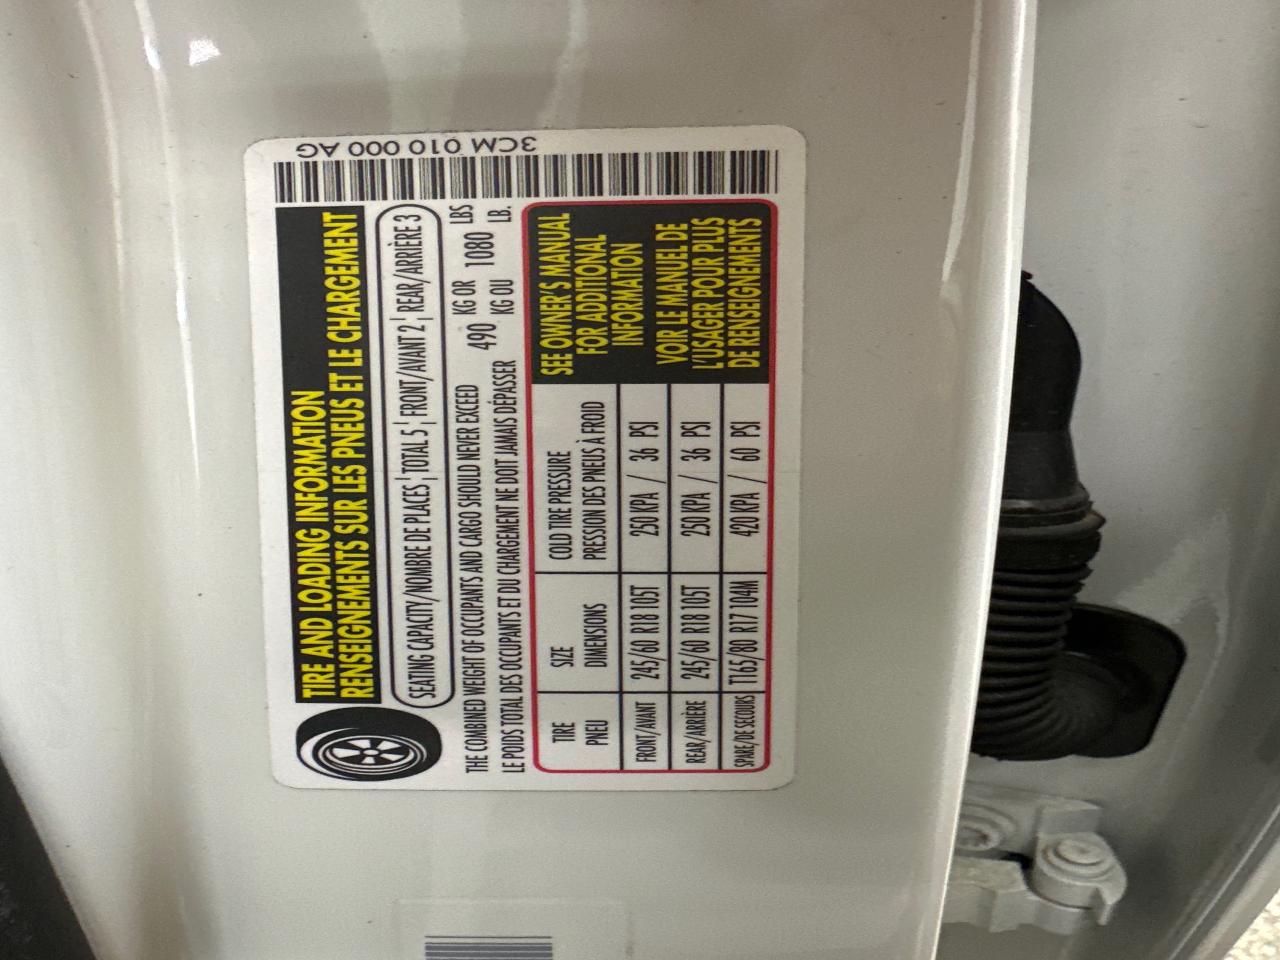 3CM 010 000 AG
TIRE AND LOADING INFORMATION
RENSEIGNEMENTS SUR LES PNEUS ET LE CHARGEMENT
SEATING CAPACITY/NOMBRE DE PLACES TOTAL 5 FRONT/AVANT 2 REAR/ARRIÈRE 3
THE COMBINED WEIGHT OF OCCUPANTS AND CARGO SHOULD NEVER EXCEED 490 KG OR 1080 LBS
LE POIDS TOTAL DES OCCUPANTS ET DU CHARGEMENT NE DOIT JAMAIS DÉPASSER KG OU LB.
TIRE SIZE COLD TIRE PRESSURE
PNEU DIMENSIONS PRESSION DES PNEUS À FROID
FRONT/AVANT 245/60 R18 105T 250 KPA / 36 PSI
REAR/ARRIÈRE 245/60 R18 105T 250 KPA / 36 PSI
SPARE/DE SECOURS T165/80 R17 104M 420 KPA / 60 PSI
SEE OWNER'S MANUAL
FOR ADDITIONAL
INFORMATION
VOIR LE MANUEL DE
L'USAGER POUR PLUS
DE RENSEIGNEMENTS